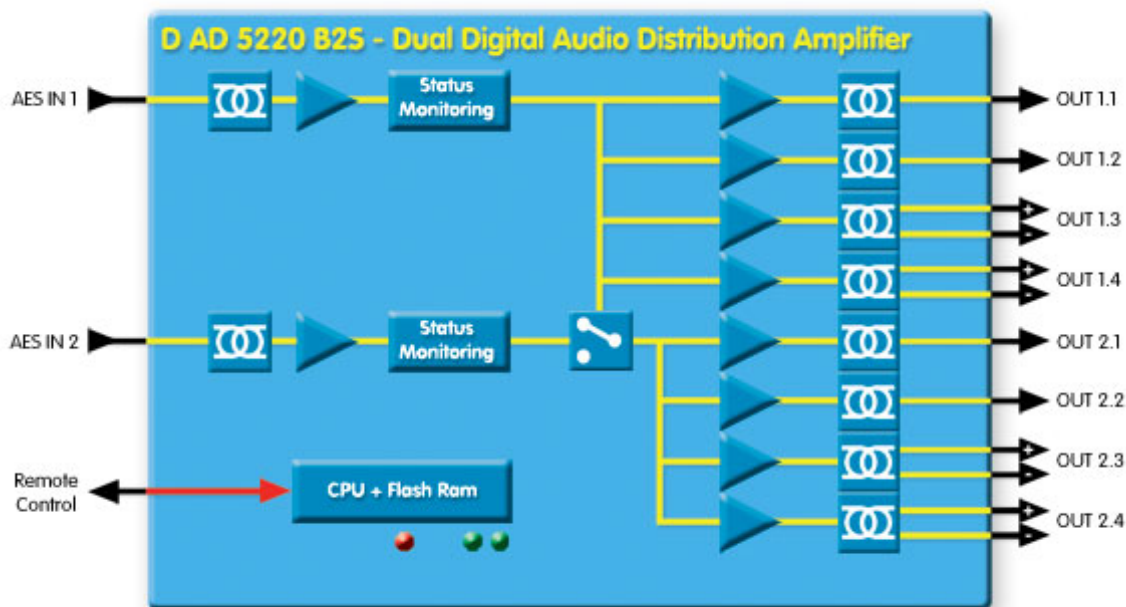 D AD 5220 B2S - Dual Digital Audio Distribution Amplifier
AES IN 1
Status
Monitoring
OUT 1.1
OUT 1.2
OUT 1.3
OUT 1.4
AES IN 2
Status
Monitoring
OUT 2.1
OUT 2.2
OUT 2.3
OUT 2.4
Remote
Control
CPU + Flash Ram